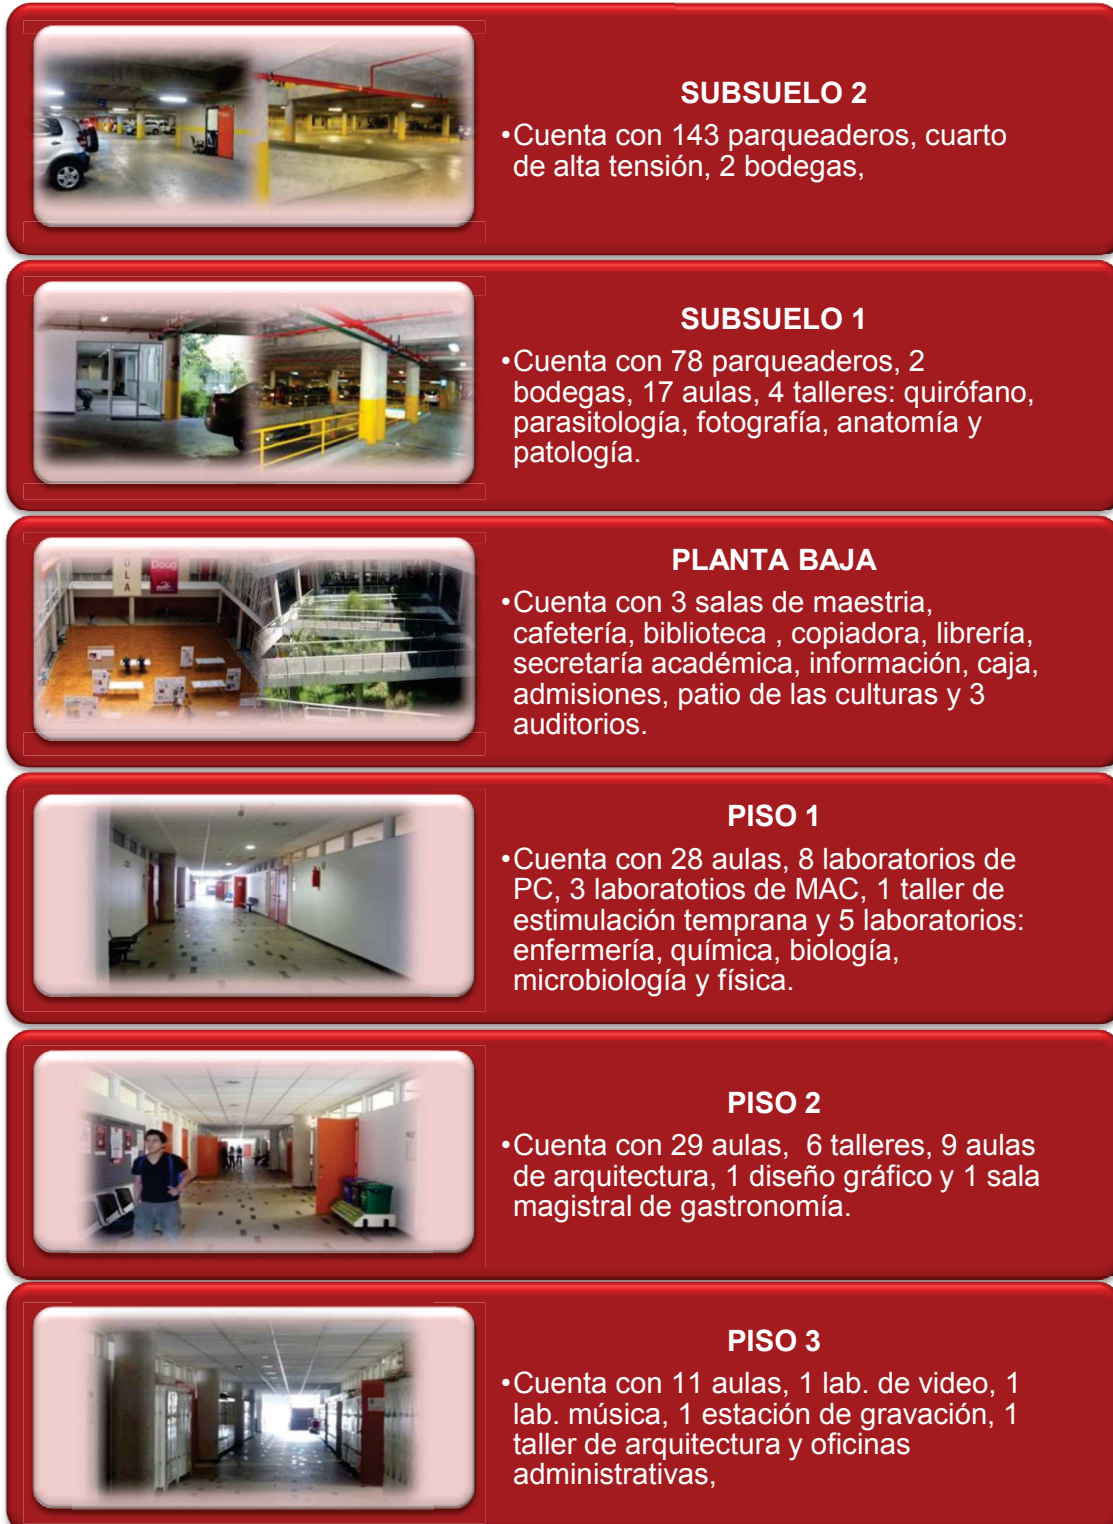 SUBSUELO 2
•Cuenta con 143 parqueaderos, cuarto
de alta tensión, 2 bodegas,
SUBSUELO 1
•Cuenta con 78 parqueaderos, 2
bodegas, 17 aulas, 4 talleres: quirófano,
parasitología, fotografía, anatomía y
patología.
D
L
A
Doug
PLANTA BAJA
•Cuenta con 3 salas de maestria,
cafetería, biblioteca , copiadora, librería,
secretaría académica, información, caja,
admisiones, patio de las culturas y 3
auditorios.
PISO 1
•Cuenta con 28 aulas, 8 laboratorios de
PC, 3 laboratotios de MAC, 1 taller de
estimulación temprana y 5 laboratorios:
enfermería, química, biología,
microbiología y física.
PISO 2
•Cuenta con 29 aulas,  6 talleres, 9 aulas
de arquitectura, 1 diseño gráfico y 1 sala
magistral de gastronomía.
PISO 3
•Cuenta con 11 aulas, 1 lab. de video, 1
lab. música, 1 estación de gravación, 1
taller de arquitectura y oficinas
administrativas,